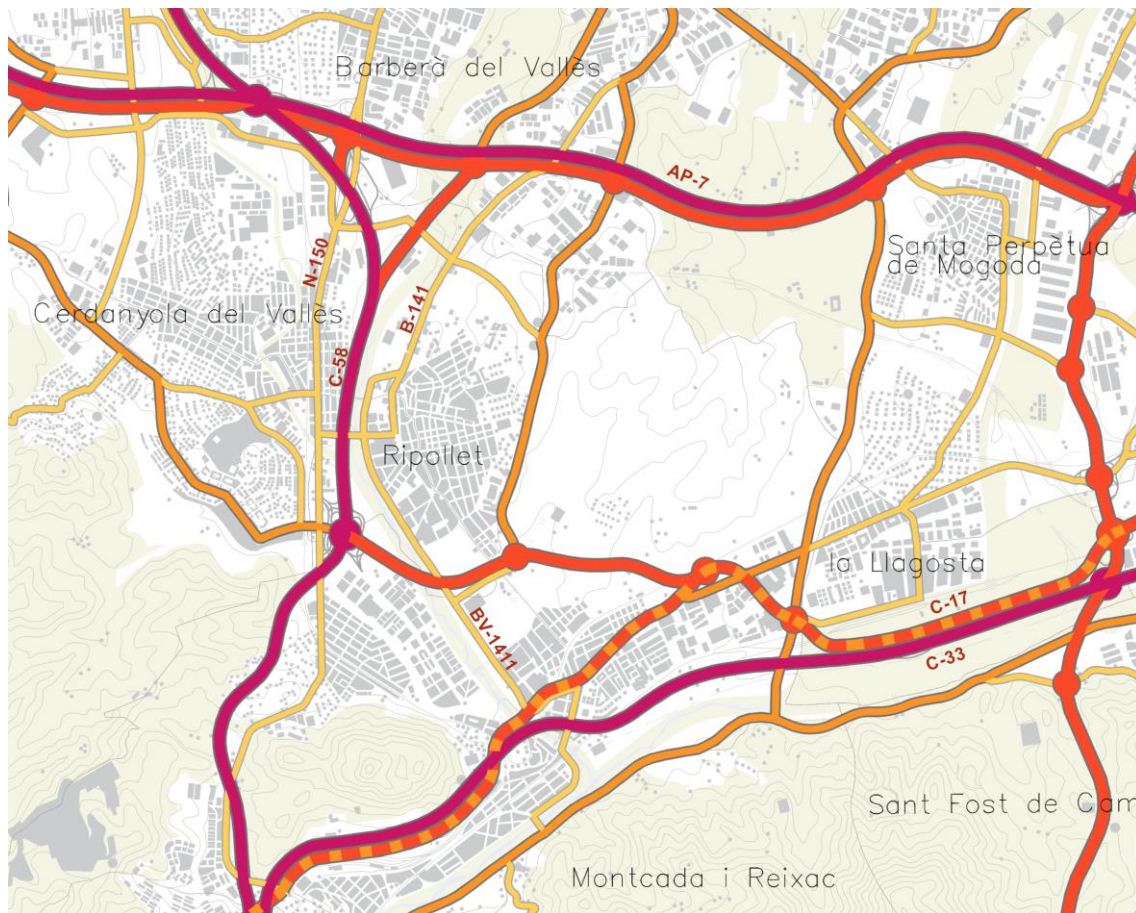 Barberà del Vallès
AP-7
Santa Perpètua
de Mogoda
N-150
B-141
Cerdanyola del Vallès
C-58
Ripollet
la Llagosta
C-17
BV-1411
C-33
Sant Fost de Cam
Montcada i Reixac